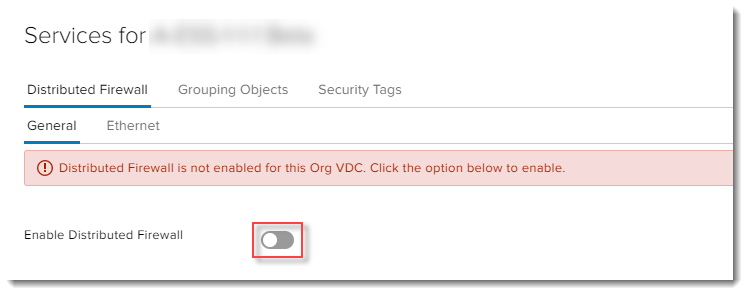 Services for
Distributed Firewall Grouping Objects Security Tags
General Ethernet
Distributed Firewall is not enabled for this Org VDC. Click the option below to enable.
Enable Distributed Firewall